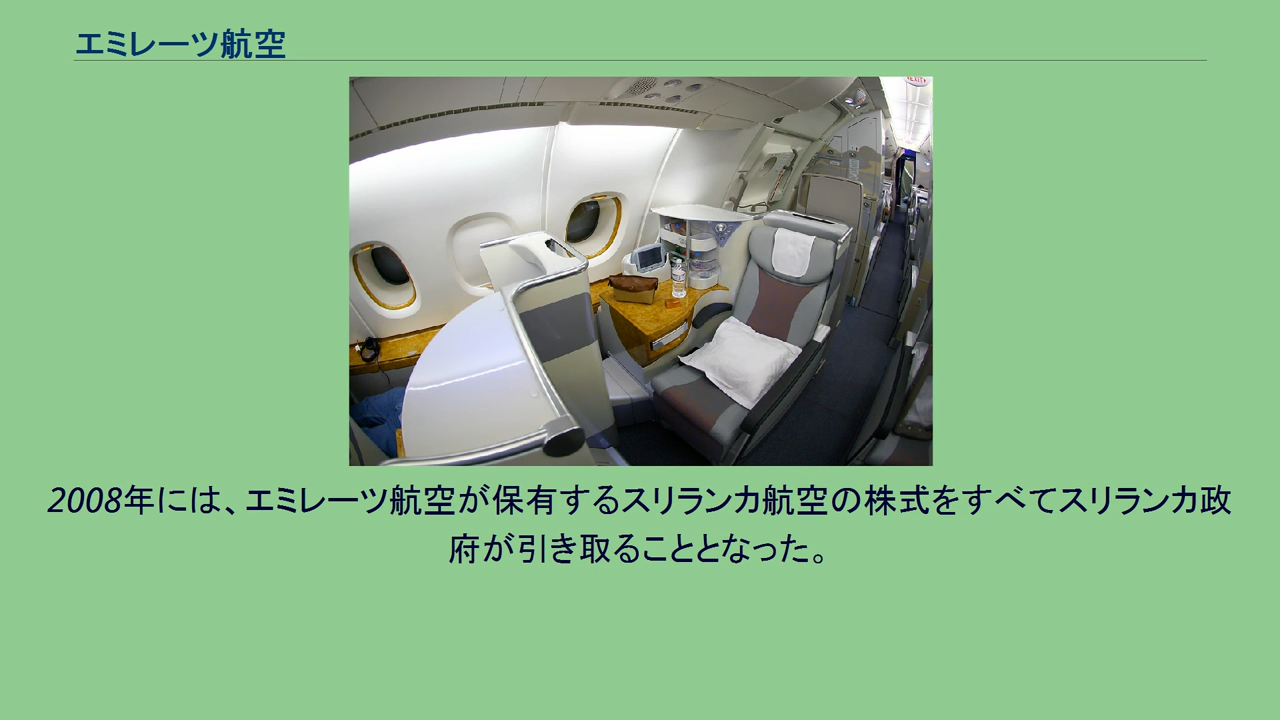 エミレーツ航空
2008年には、エミレーツ航空が保有するスリランカ航空の株式をすべてスリランカ政
府が引き取ることとなった。